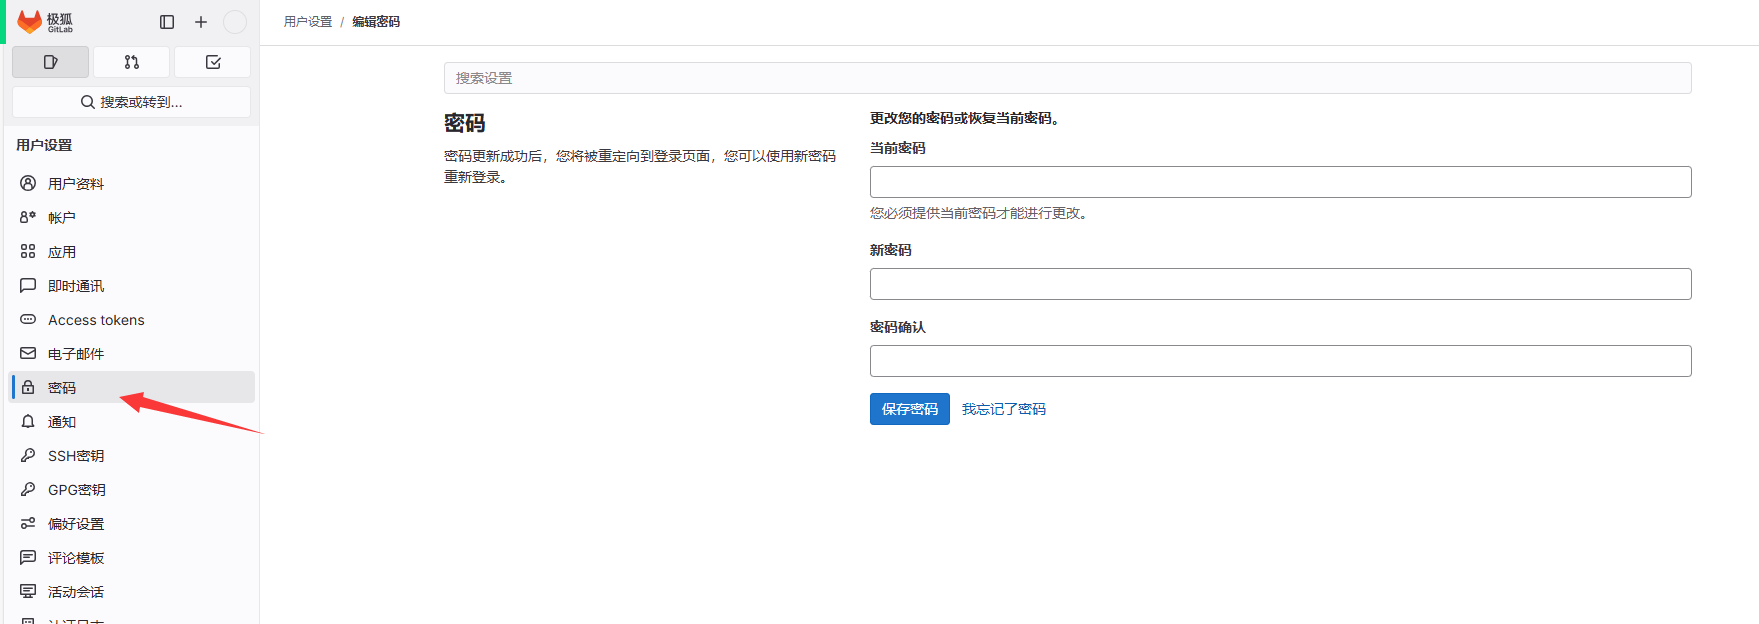 极狐
GitLab
搜索或转到...
用户设置
用户资料
帐户
应用
即时通讯
Access tokens
电子邮件
密码
通知
SSH密钥
GPG密钥
偏好设置
评论模板
活动会话
用户设置 / 编辑密码
搜索设置
密码
密码更新成功后，您将被重定向到登录页面，您可以使用新密码
重新登录。
更改您的密码或恢复当前密码。
当前密码
您必须提供当前密码才能进行更改。
新密码
密码确认
保存密码 我忘记了密码